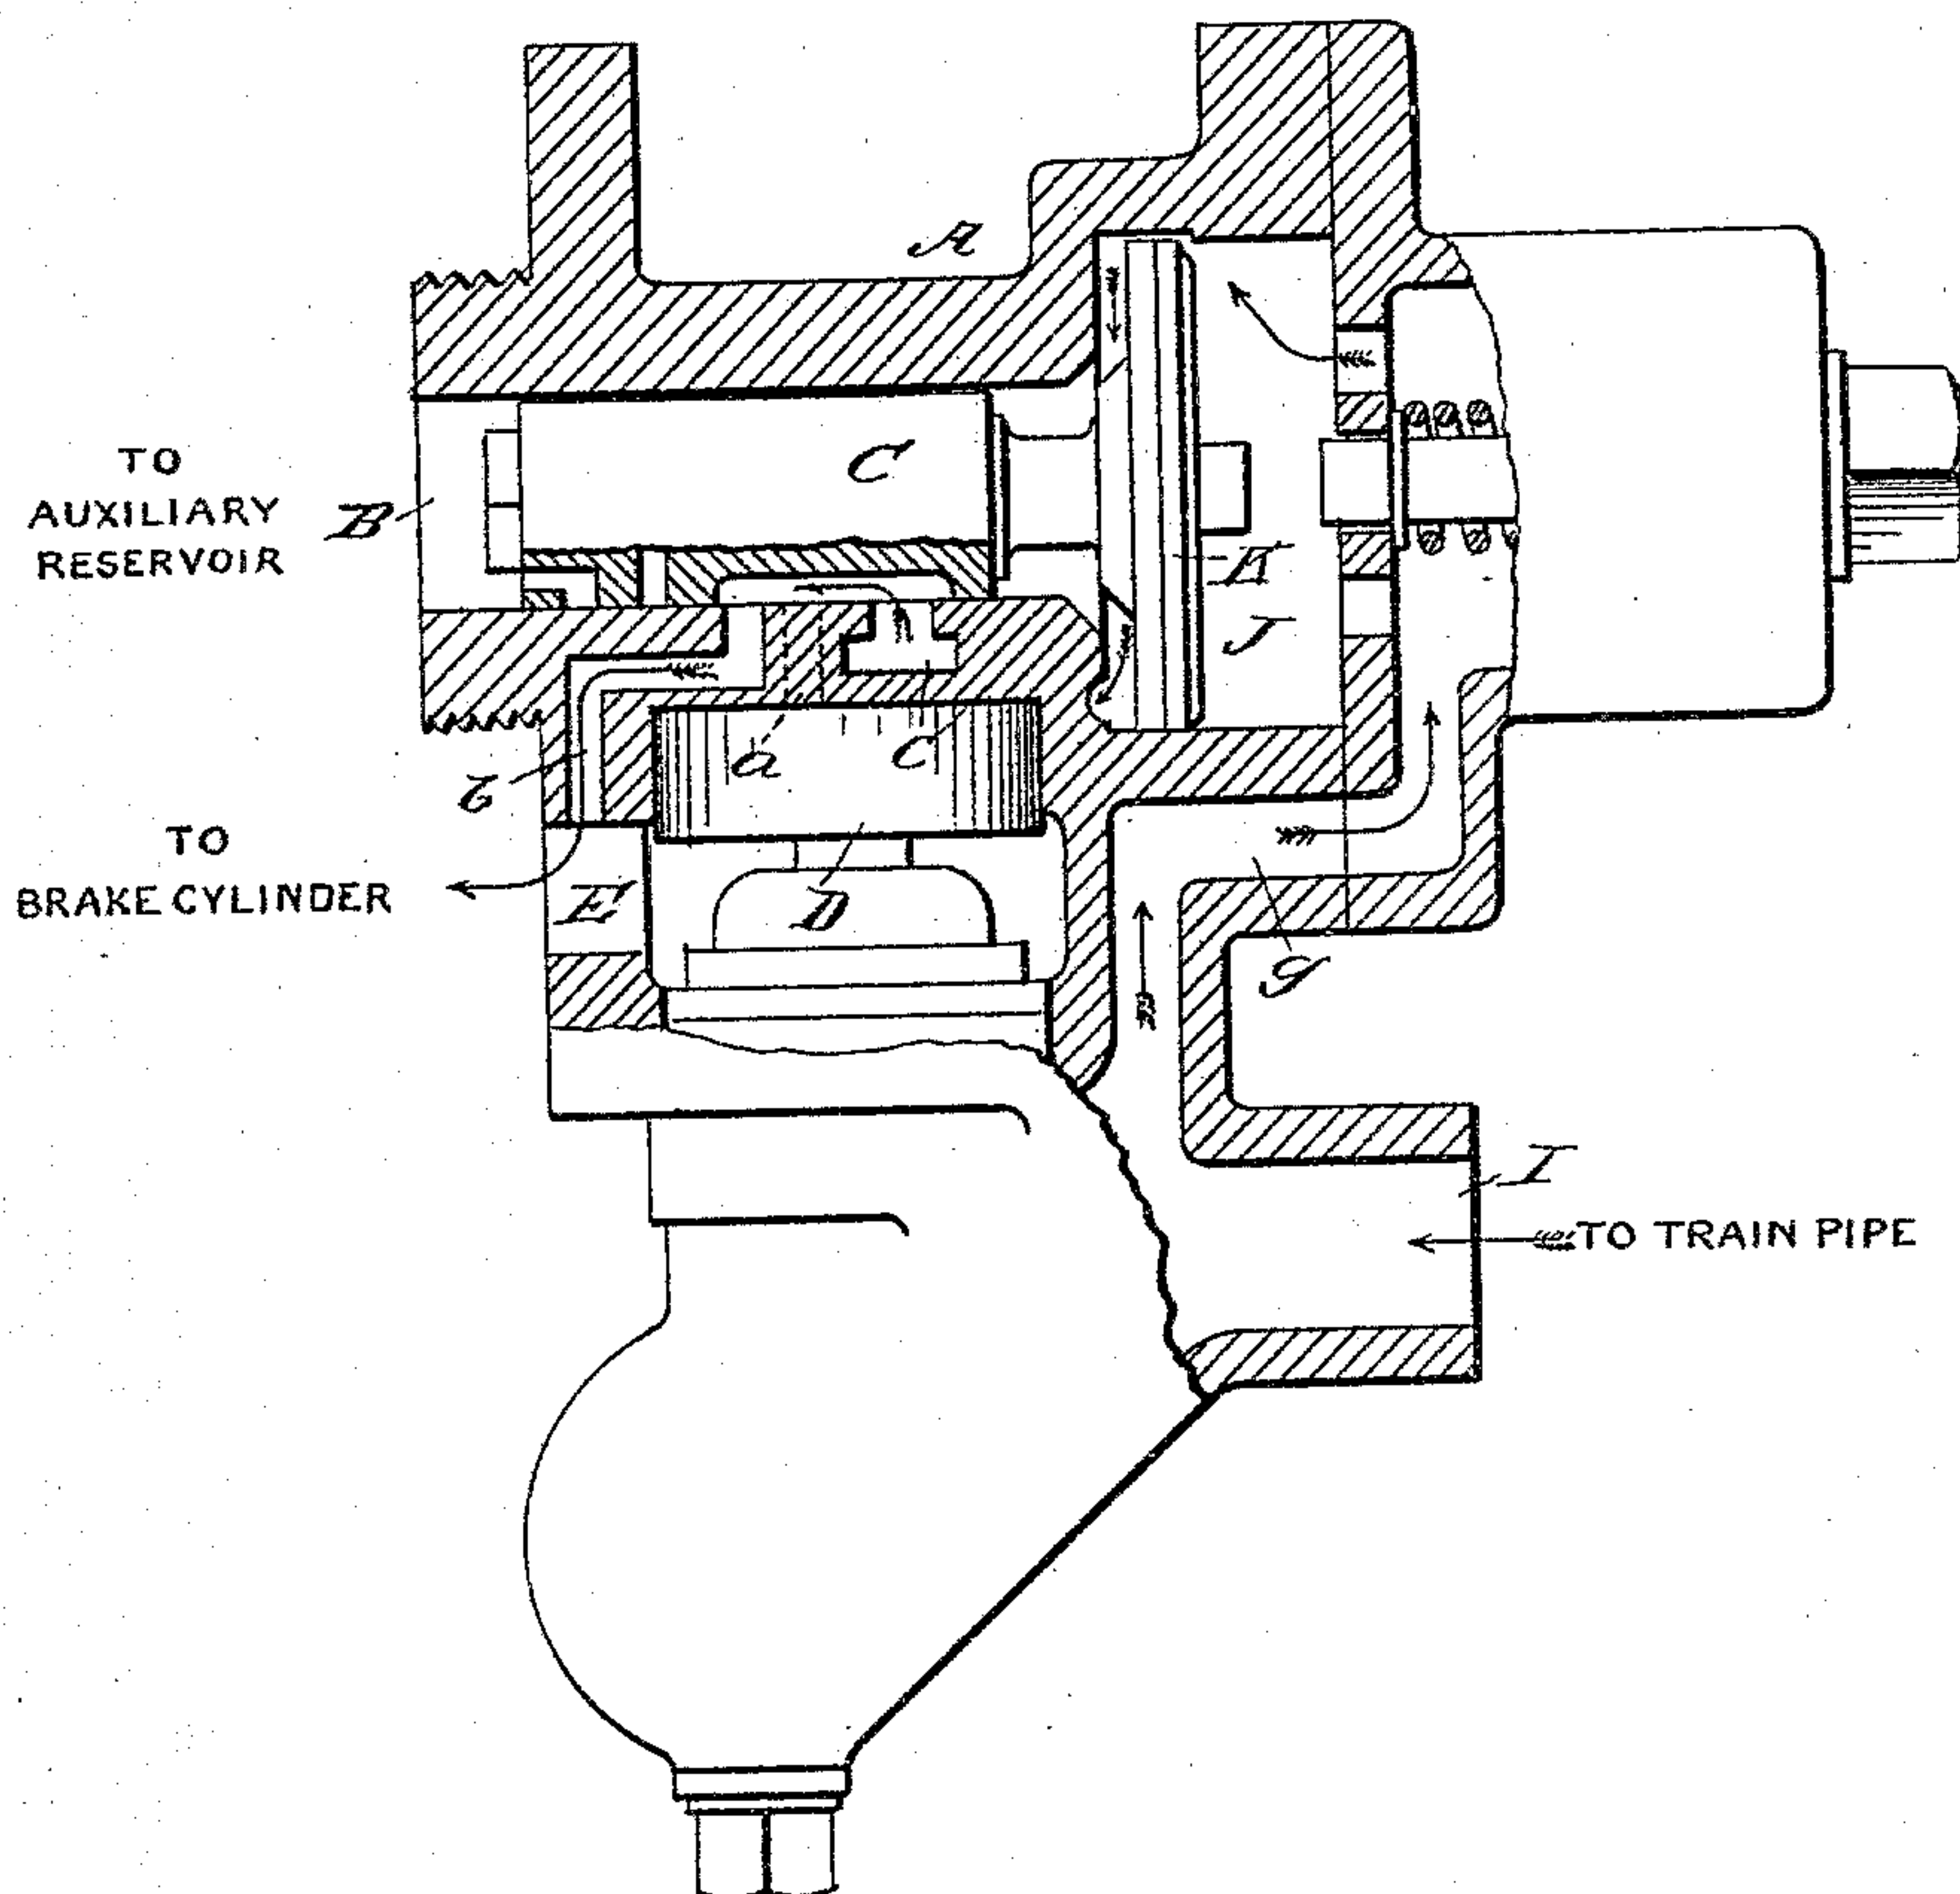 A
TO
AUXILIARY
RESERVOIR
B
C
H
J
a
c
TO
BRAKE CYLINDER
E
D
g
I
TO TRAIN PIPE